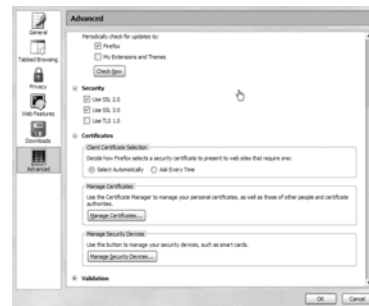 General
Tabbed Browsing
Privacy
Web Features
Downloads
Advanced
Advanced
Periodically check for updates to:
Firefox
My Extensions and Themes
Check Now
Security
Use SSL 2.0
Use SSL 3.0
Use TLS 1.0
Certificates
Client Certificate Selection
Decide how Firefox selects a security certificate to present to web sites that require one:
Select Automatically
Ask Every Time
Manage Certificates
Use the Certificate Manager to manage your personal certificates, as well as those of other people and certificate
authorities.
Manage Certificates...
Manage Security Devices
Use this button to manage your security devices, such as smart cards.
Manage Security Devices...
Validation
OK
Cancel